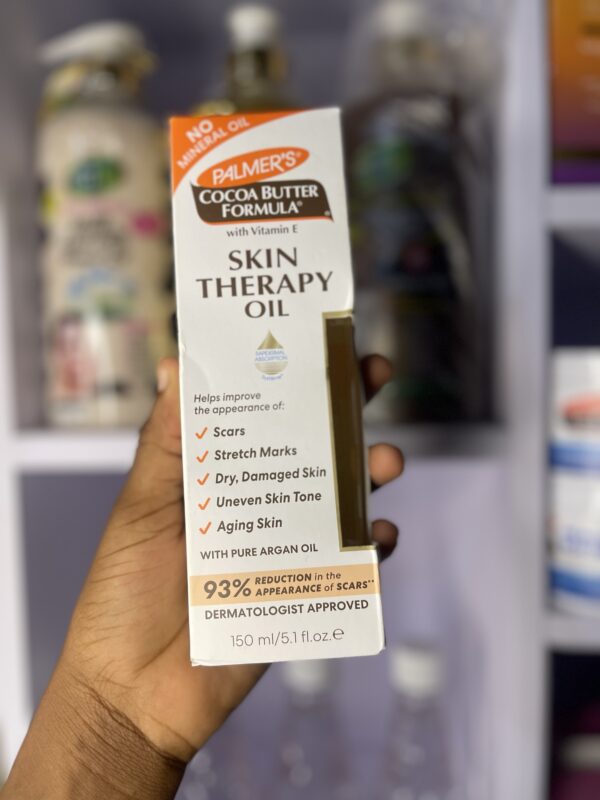 NO
MINERAL OIL
PALMER'S®
COCOA BUTTER
FORMULA®
with Vitamin E
SKIN
THERAPY
OIL
Helps improve
the appearance of:
Scars
Stretch Marks
Dry, Damaged Skin
Uneven Skin Tone
Aging Skin
WITH PURE ARGAN OIL
93% REDUCTION in the
APPEARANCE of SCARS**
DERMATOLOGIST APPROVED
150 ml/5.1 fl.oz.e